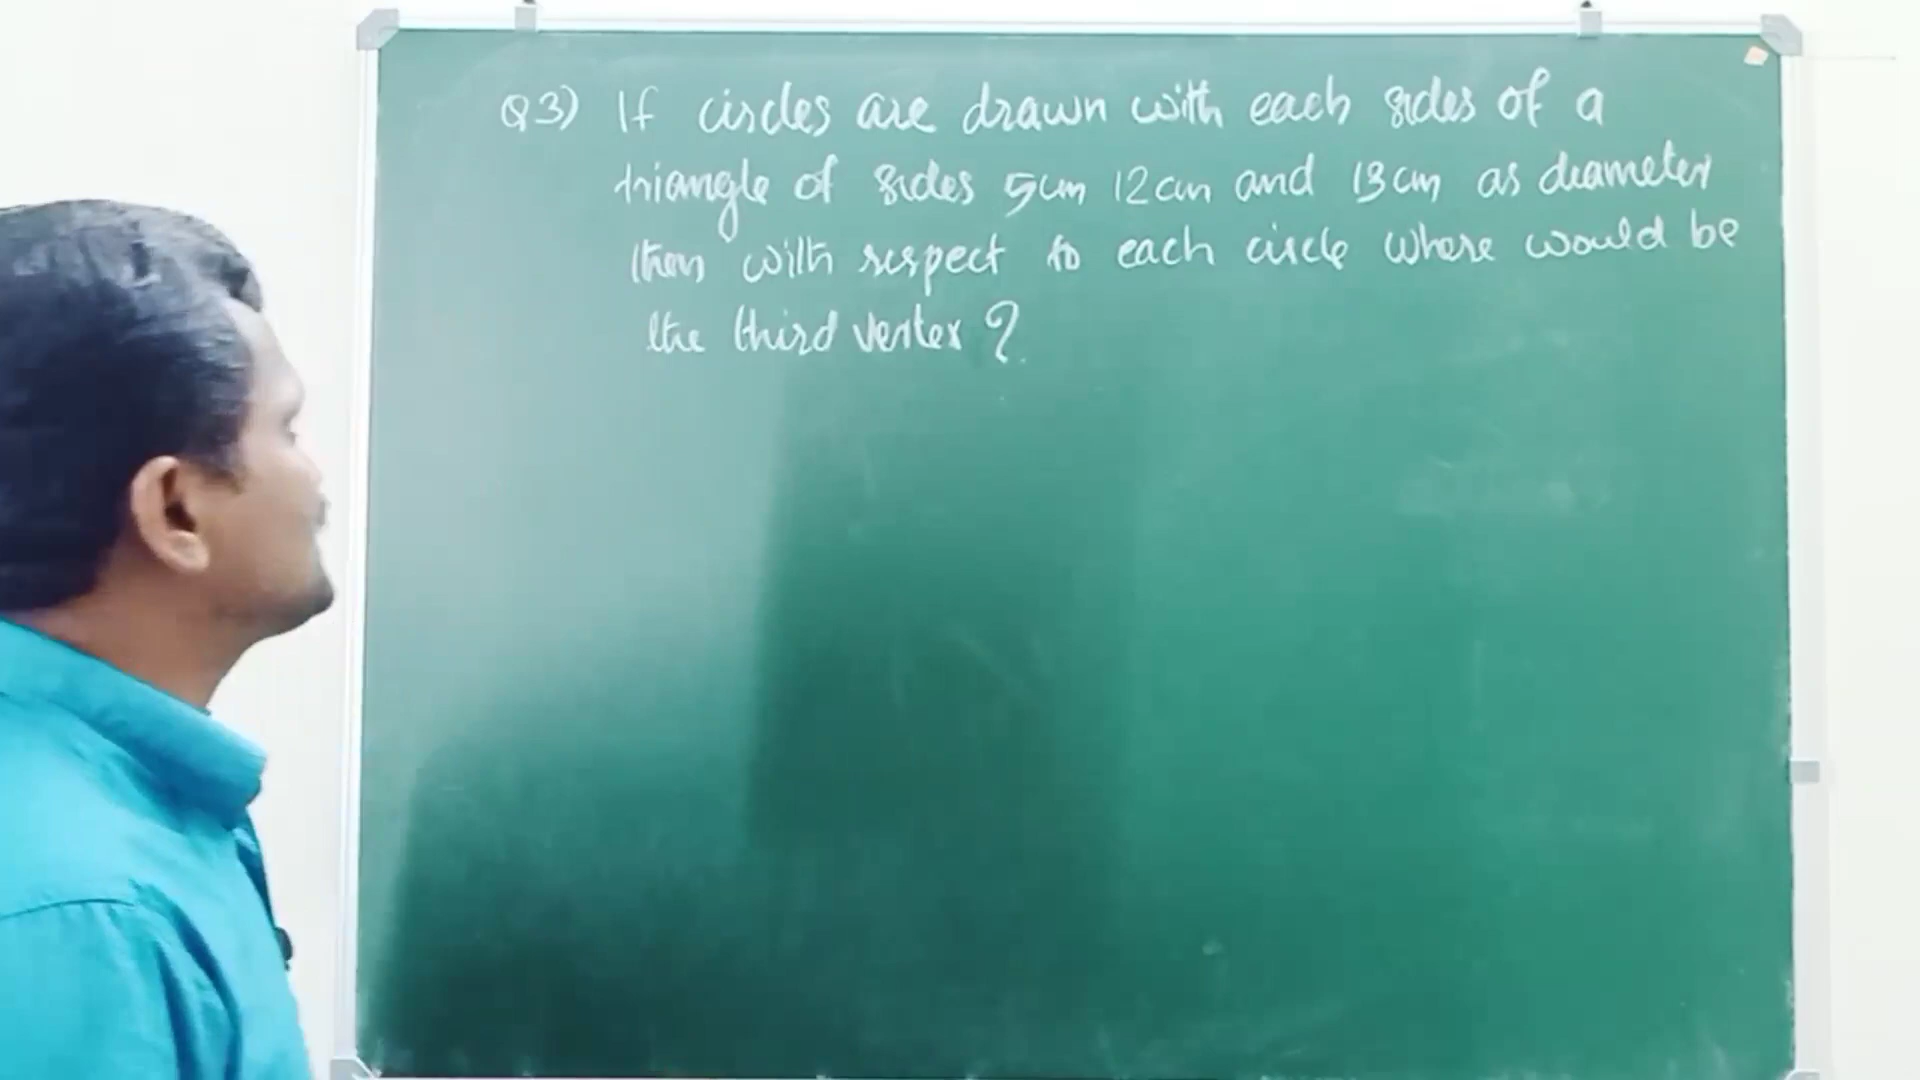 Q3) If circles are drawn with each sides of a
triangle of sides 5cm 12cm and 13cm as diameter
then with respect to each circle where would be
the third vertex ?